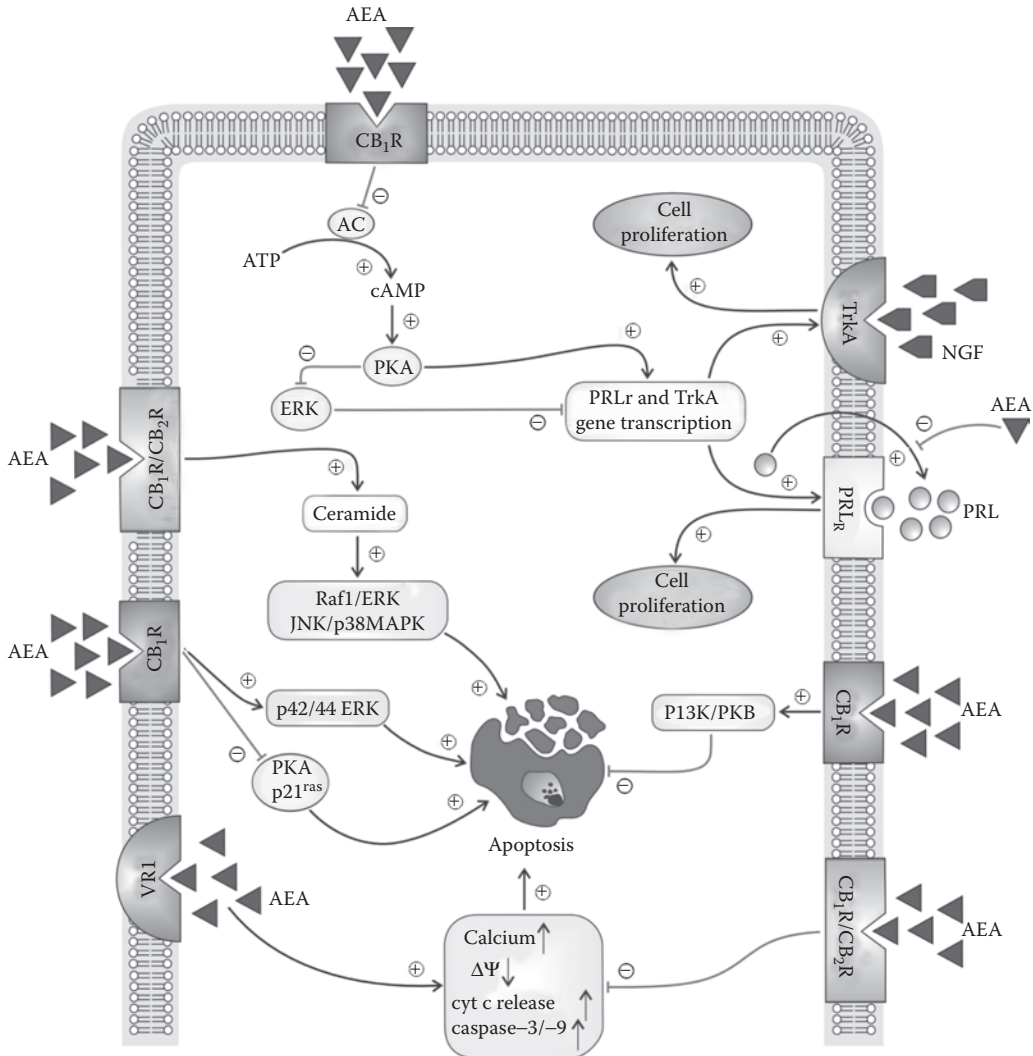 AEA
CB₁R
⊖
AC
ATP
⊕
cAMP
⊕
⊖
PKA
ERK
⊕
⊖
PRLr and TrkA
gene transcription
Cell
proliferation
⊕
⊕
TrkA
NGF
AEA
⊖
⊕
⊕
PRL_R
PRL
⊕
Cell
proliferation
AEA
CB₁R/CB₂R
⊕
Ceramide
⊕
Raf1/ERK
JNK/p38MAPK
⊕
AEA
CB₁R
⊕
p42/44 ERK
⊕
⊖
PKA
p21ʳᵃˢ
⊕
P13K/PKB
⊕
CB₁R
AEA
⊖
Apoptosis
⊕
VR1
AEA
⊕
Calcium ↑
ΔΨ ↓
cyt c release ↑
caspase–3/–9 ↑
⊖
CB₁R/CB₂R
AEA